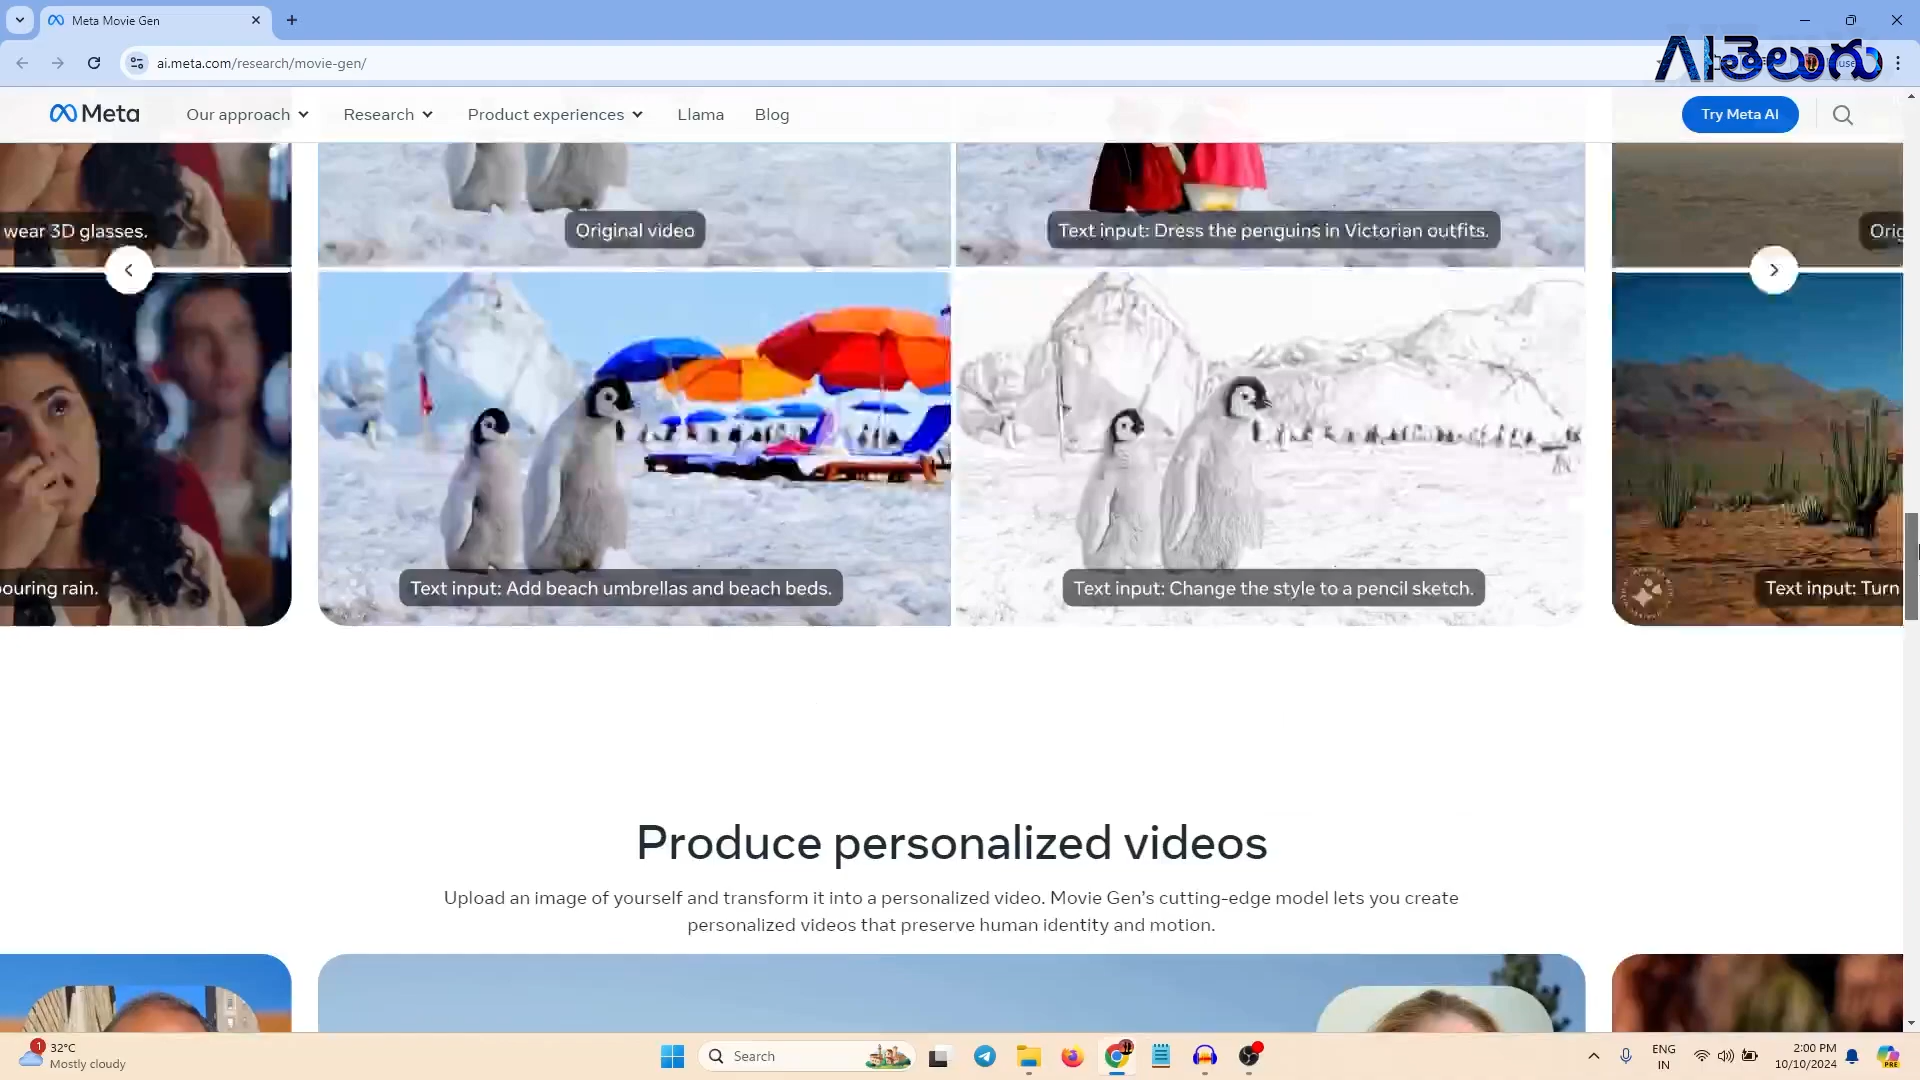 Meta Movie Gen
ai.meta.com/research/movie-gen/
AI తెలుగు
Meta
Our approach
Research
Product experiences
Llama
Blog
Try Meta AI
wear 3D glasses.
Original video
Text input: Dress the penguins in Victorian outfits.
Orig
ouring rain.
Text input: Add beach umbrellas and beach beds.
Text input: Change the style to a pencil sketch.
Text input: Turn
Produce personalized videos
Upload an image of yourself and transform it into a personalized video. Movie Gen’s cutting-edge model lets you create
personalized videos that preserve human identity and motion.
1
32°C
Mostly cloudy
Search
ENG
IN
2:00 PM
10/10/2024
PRE